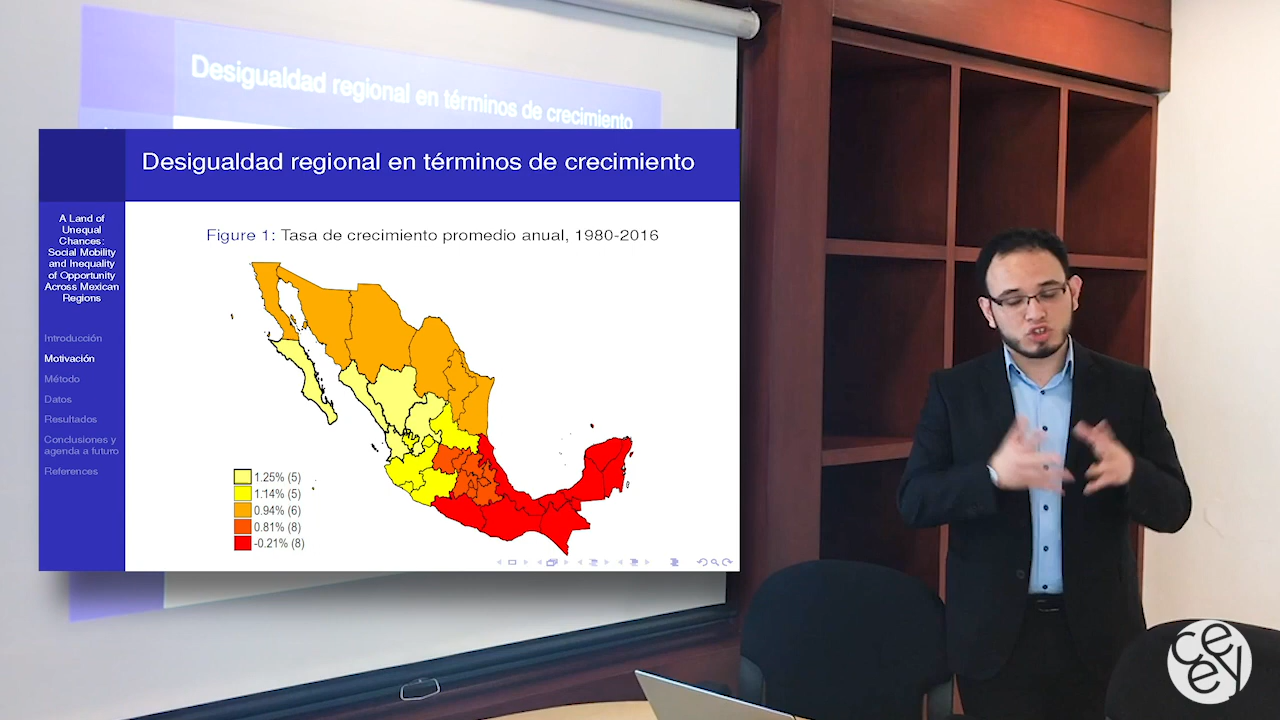 Desigualdad regional en términos de crecimiento
Desigualdad regional en términos de crecimiento
A Land of
Unequal
Chances:
Social Mobility
and Inequality
of Opportunity
Across Mexican
Regions
Introducción
Motivación
Método
Datos
Resultados
Conclusiones y
agenda a futuro
References
Figure 1: Tasa de crecimiento promedio anual, 1980-2016
1.25% (5)
1.14% (5)
0.94% (6)
0.81% (8)
-0.21% (8)
ceey